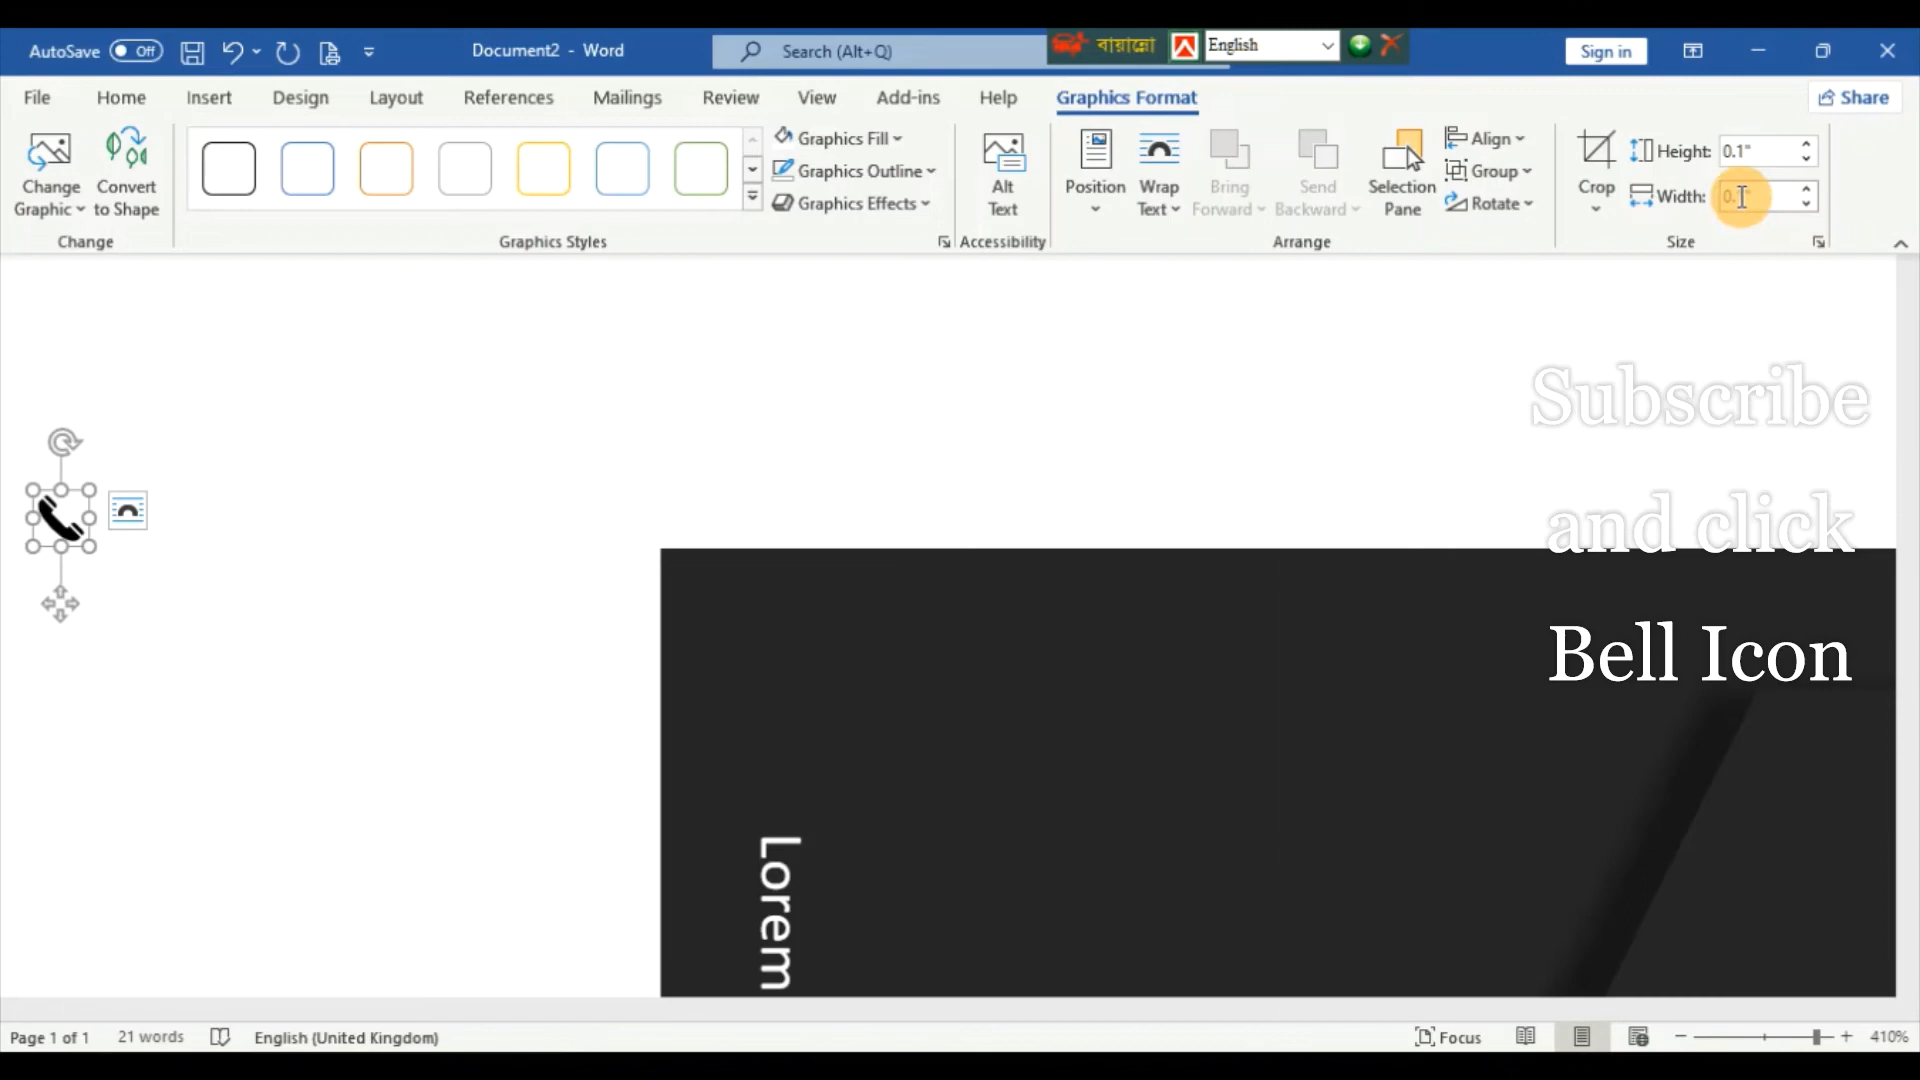 AutoSave Off
Document2 - Word
Search (Alt+Q)
বায়ান্নো
English
Sign in
File Home Insert Design Layout References Mailings Review View Add-ins Help Graphics Format
Share
Change Graphic
Convert to Shape
Graphics Fill
Graphics Outline
Graphics Effects
Alt Text
Position
Wrap Text
Bring Forward
Send Backward
Selection Pane
Align
Group
Rotate
Crop
Height: 0.1"
Width:
Change
Graphics Styles
Accessibility
Arrange
Size
Subscribe
and click
Bell Icon
Lorem
Page 1 of 1 21 words English (United Kingdom)
Focus
410%